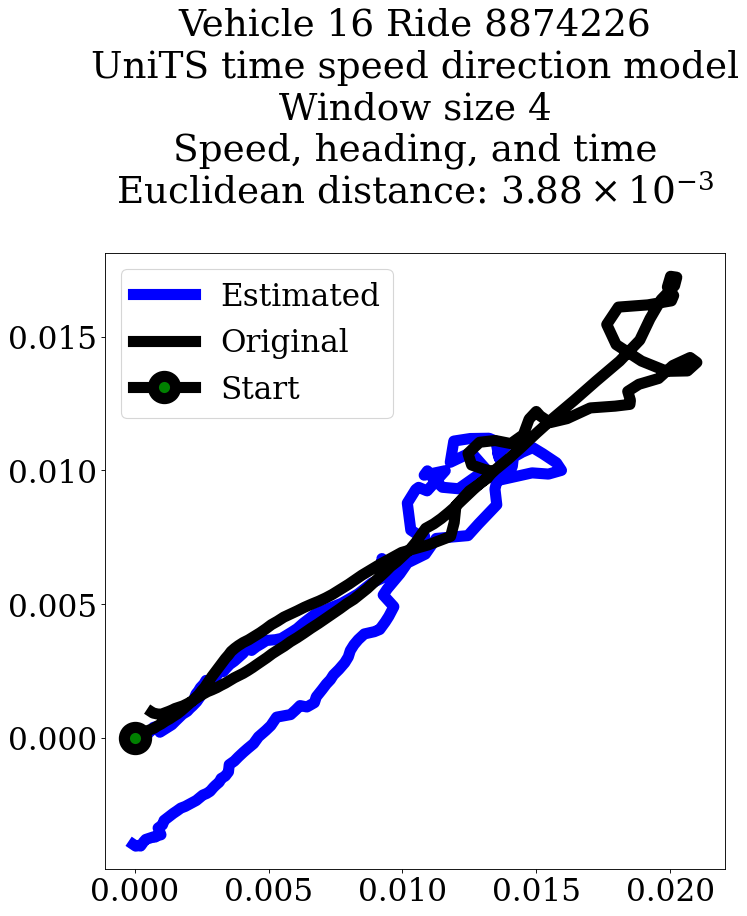 Vehicle 16 Ride 8874226
UniTS time speed direction model
Window size 4
Speed, heading, and time
Euclidean distance: 3.88 × 10⁻³
Estimated
Original
Start
0.015
0.010
0.005
0.000
0.000 0.005 0.010 0.015 0.020